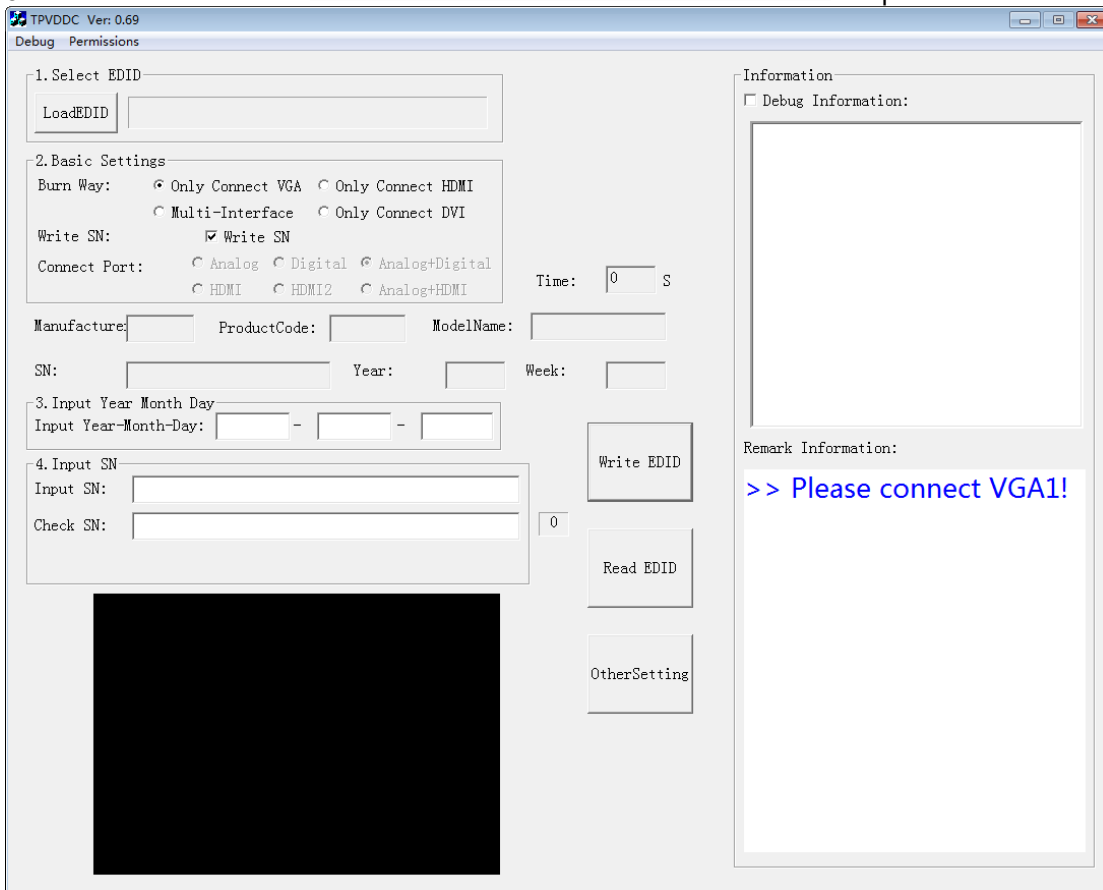 TPVDDC Ver: 0.69
Debug Permissions
1.Select EDID
LoadEDID
2.Basic Settings
Burn Way: Only Connect VGA Only Connect HDMI
Multi-Interface Only Connect DVI
Write SN: Write SN
Connect Port: Analog Digital Analog+Digital
HDMI HDMI2 Analog+HDMI
Time: 0 S
Manufacture: ProductCode: ModelName:
SN: Year: Week:
3.Input Year Month Day
Input Year-Month-Day: - -
4.Input SN
Input SN:
Check SN: 0
Write EDID
Read EDID
OtherSetting
Information
Debug Information:
Remark Information:
>> Please connect VGA1!